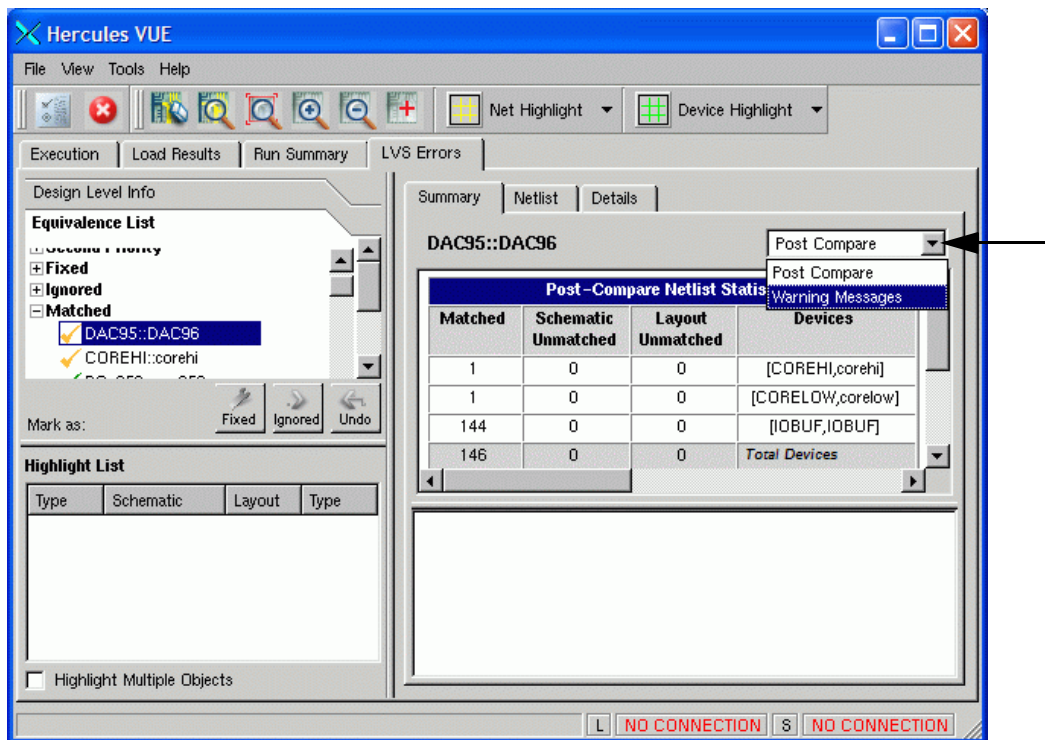 Hercules VUE
File View Tools Help
Net Highlight
Device Highlight
Execution
Load Results
Run Summary
LVS Errors
Design Level Info
Equivalence List
Second Priority
Fixed
Ignored
Matched
DAC95::DAC96
COREHI::corehi
Mark as:
Fixed
Ignored
Undo
Highlight List
Type Schematic Layout Type
Highlight Multiple Objects
Summary
Netlist
Details
DAC95::DAC96
Post Compare
Post Compare
Warning Messages
Post-Compare Netlist Statis
Matched Schematic Unmatched Layout Unmatched Devices
1 0 0 [COREHI,corehi]
1 0 0 [CORELOW,corelow]
144 0 0 [IOBUF,IOBUF]
146 0 0 Total Devices
L NO CONNECTION S NO CONNECTION